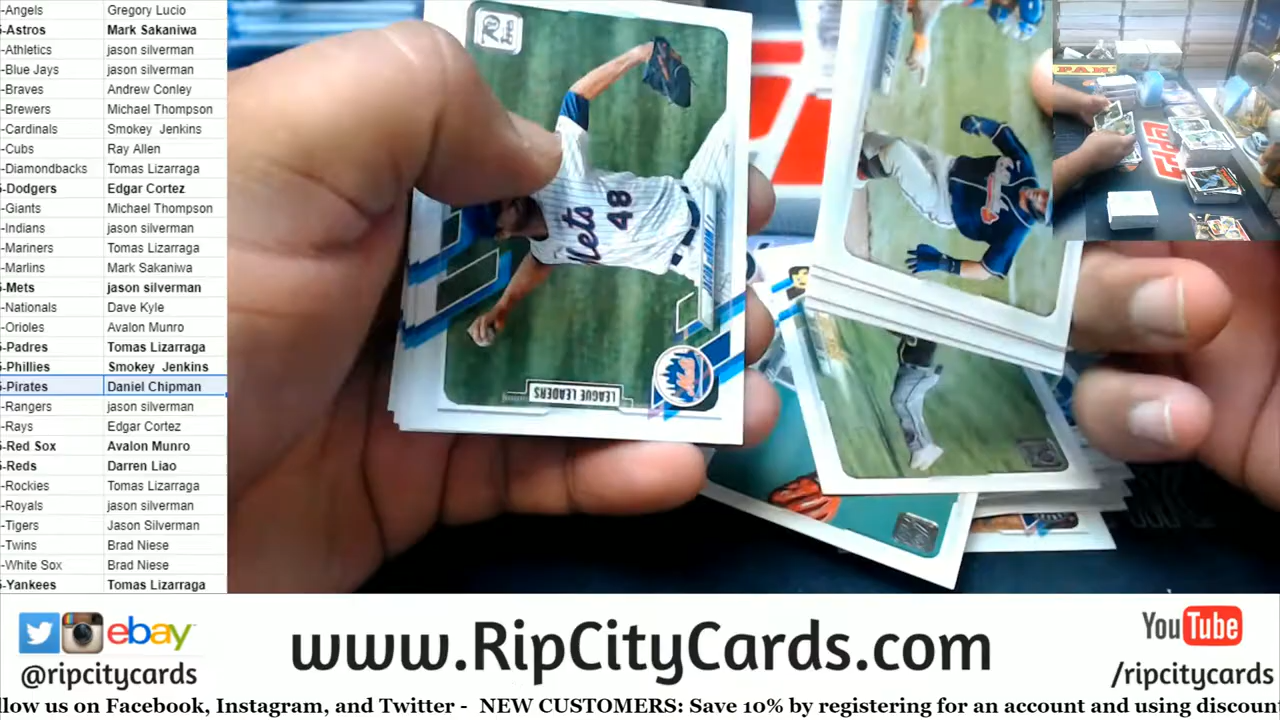 -Angels Gregory Lucio
-Astros Mark Sakaniwa
-Athletics jason silverman
-Blue Jays jason silverman
-Braves Andrew Conley
-Brewers Michael Thompson
-Cardinals Smokey Jenkins
-Cubs Ray Allen
-Diamondbacks Tomas Lizarraga
-Dodgers Edgar Cortez
-Giants Michael Thompson
-Indians jason silverman
-Mariners Tomas Lizarraga
-Marlins Mark Sakaniwa
-Mets jason silverman
-Nationals Dave Kyle
-Orioles Avalon Munro
-Padres Tomas Lizarraga
-Phillies Smokey Jenkins
-Pirates Daniel Chipman
-Rangers jason silverman
-Rays Edgar Cortez
-Red Sox Avalon Munro
-Reds Darren Liao
-Rockies Tomas Lizarraga
-Royals jason silverman
-Tigers Jason Silverman
-Twins Brad Niese
-White Sox Brad Niese
-Yankees Tomas Lizarraga
70
Mets
48
Mets
LEAGUE LEADERS
ebay
@ripcitycards
www.RipCityCards.com
YouTube
/ripcitycards
llow us on Facebook, Instagram, and Twitter - NEW CUSTOMERS: Save 10% by registering for an account and using discoun